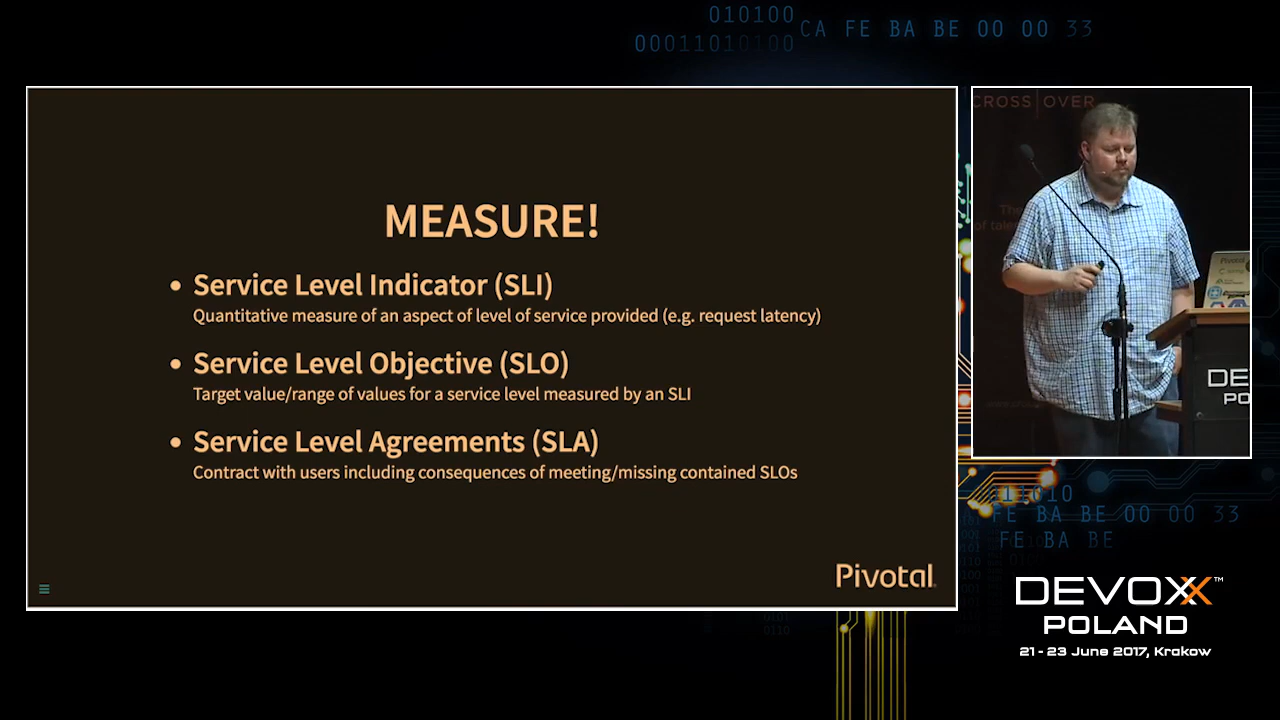 010100
00011010100
CA FE BA BE 00 00 33
MEASURE!
• Service Level Indicator (SLI)
Quantitative measure of an aspect of level of service provided (e.g. request latency)
• Service Level Objective (SLO)
Target value/range of values for a service level measured by an SLI
• Service Level Agreements (SLA)
Contract with users including consequences of meeting/missing contained SLOs
Pivotal
CROSS OVER
Pivotal
DE
PO
FE BA BE 00 00 33
FE BA BE
DEVOXX™
POLAND
21 - 23 June 2017, Krakow